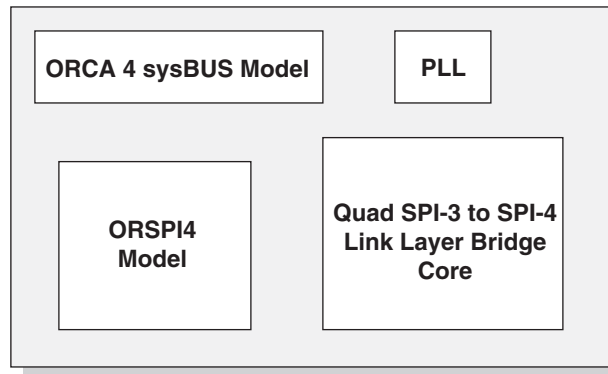 ORCA 4 sysBUS Model
PLL
ORSPI4
Model
Quad SPI-3 to SPI-4
Link Layer Bridge
Core